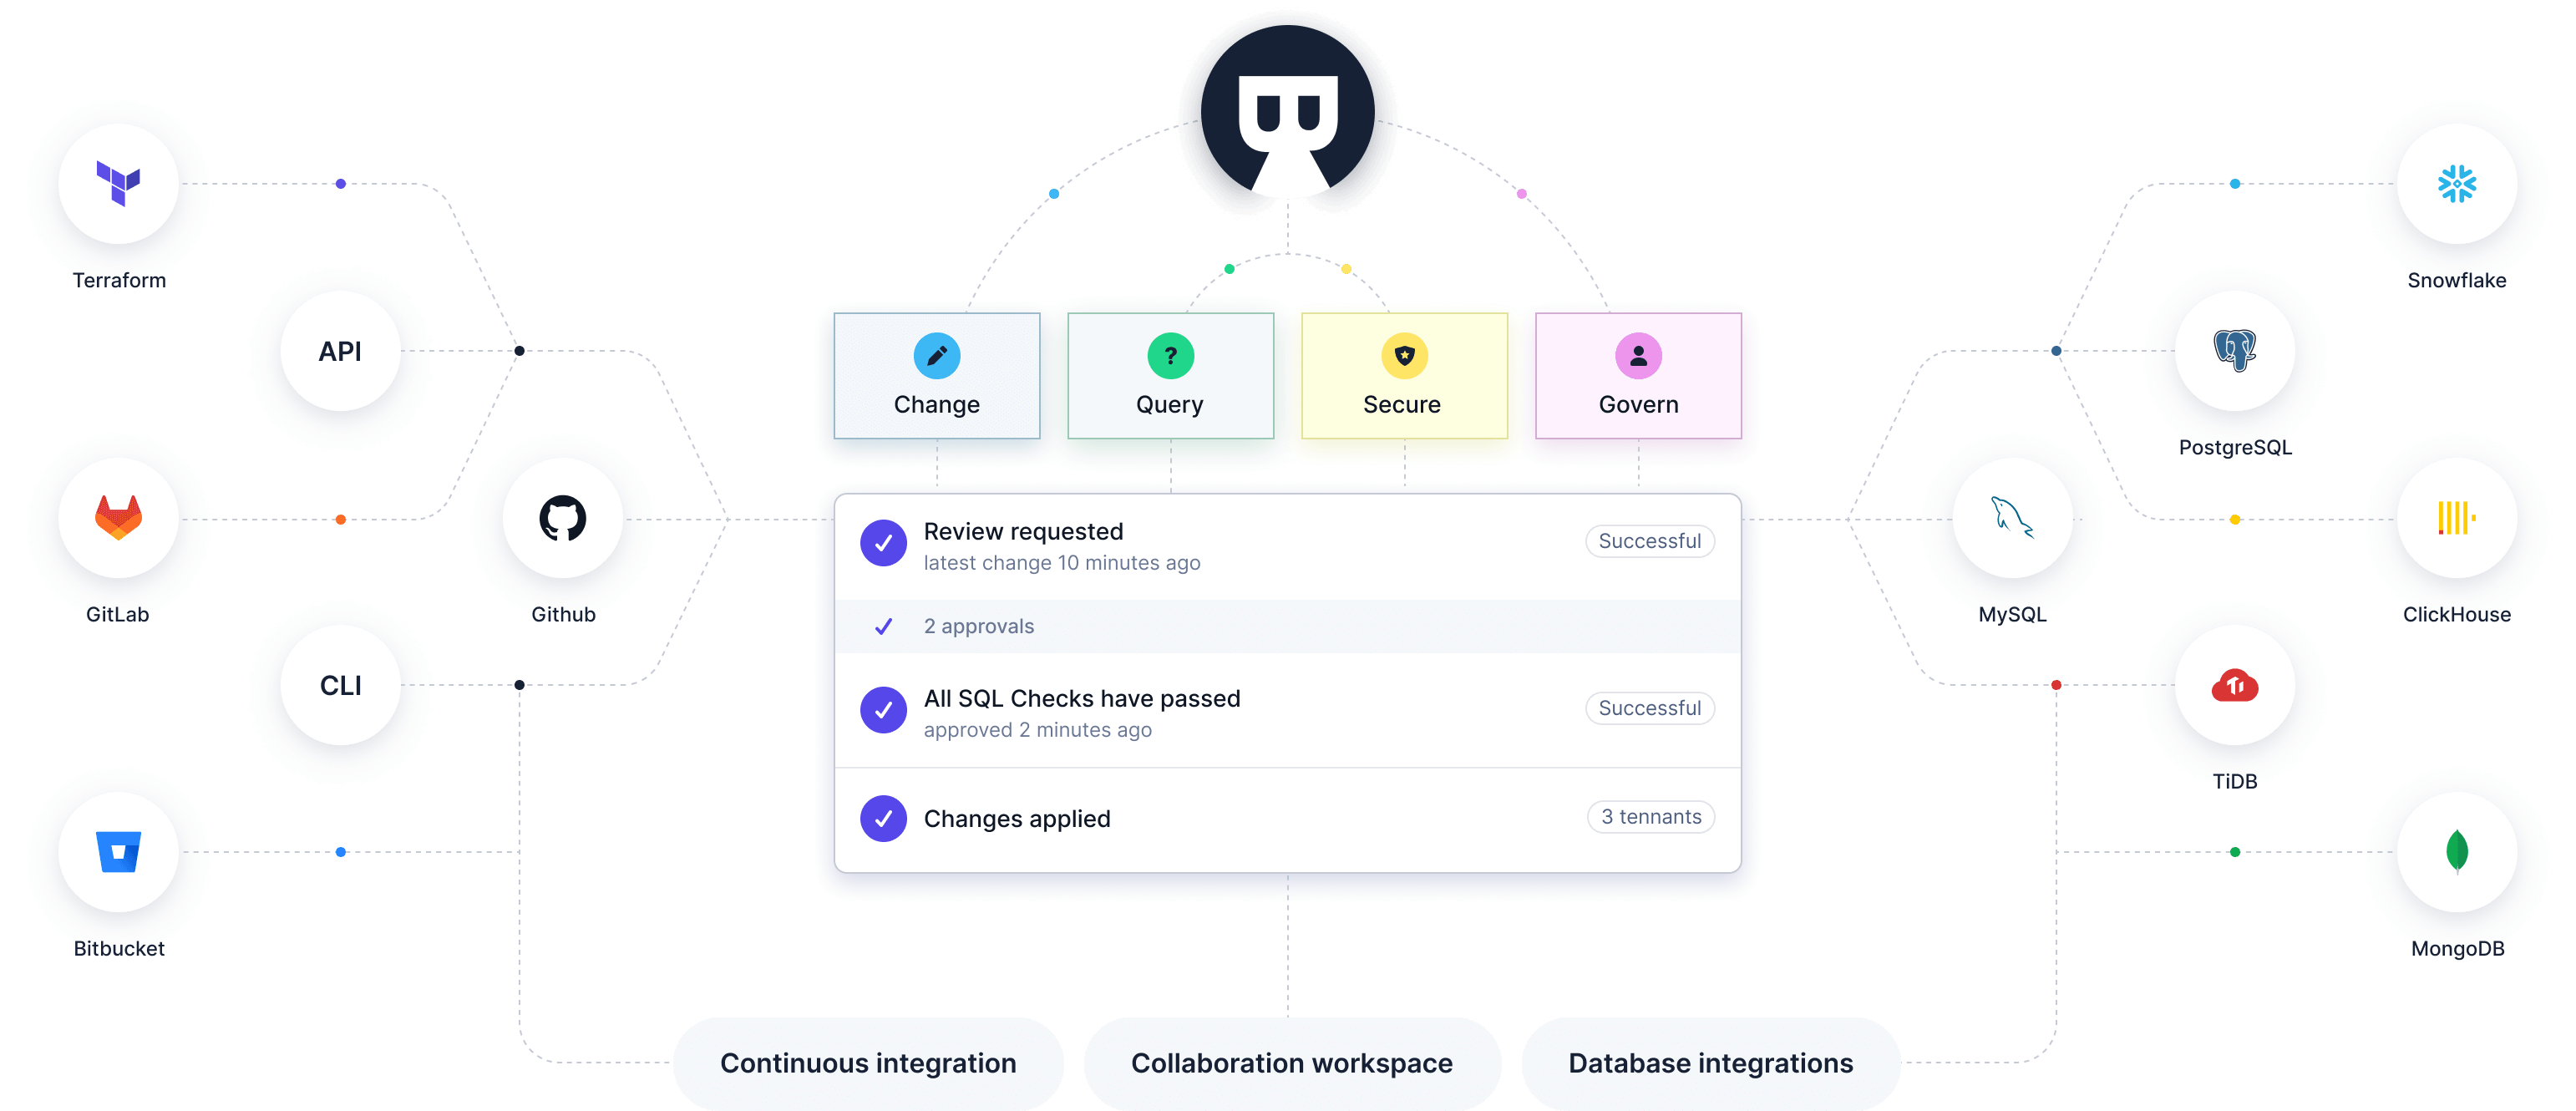 Terraform
API
GitLab
Github
CLI
Bitbucket
Change
Query
Secure
Govern
Review requested
latest change 10 minutes ago
Successful
2 approvals
All SQL Checks have passed
approved 2 minutes ago
Successful
Changes applied
3 tennants
Snowflake
PostgreSQL
MySQL
ClickHouse
TiDB
MongoDB
Continuous integration
Collaboration workspace
Database integrations